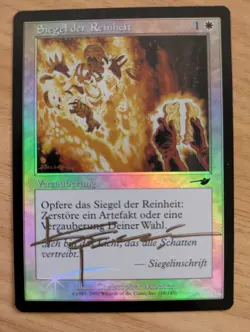 Siegel der Reinheit 1
Verzauberung
Opfere das Siegel der Reinheit:
Zerstöre ein Artefakt oder eine
Verzauberung Deiner Wahl.
das alle Schatten
vertreibt.
— Siegelinschrift